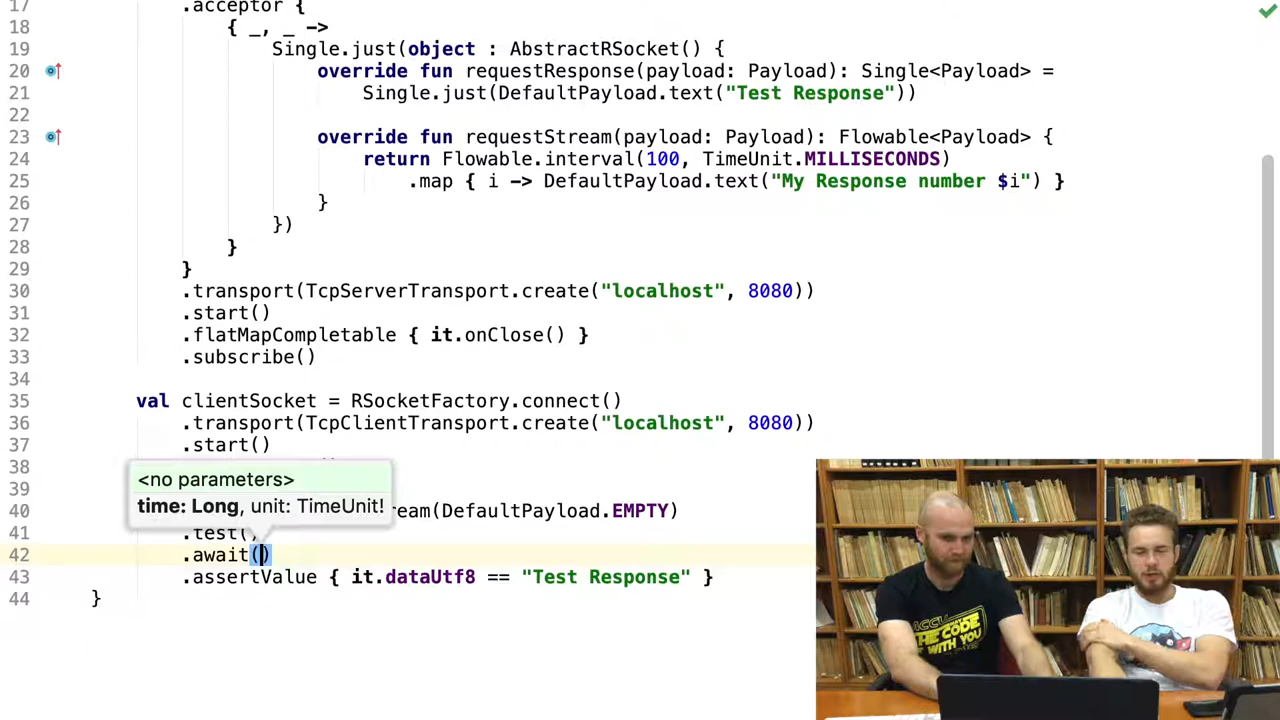 17 .acceptor {
18 { _, _ ->
19 Single.just(object : AbstractRSocket() {
20 override fun requestResponse(payload: Payload): Single<Payload> =
21 Single.just(DefaultPayload.text("Test Response"))
22
23 override fun requestStream(payload: Payload): Flowable<Payload> {
24 return Flowable.interval(100, TimeUnit.MILLISECONDS)
25 .map { i -> DefaultPayload.text("My Response number $i") }
26 }
27 })
28 }
29 }
30 .transport(TcpServerTransport.create("localhost", 8080))
31 .start()
32 .flatMapCompletable { it.onClose() }
33 .subscribe()
34
35 val clientSocket = RSocketFactory.connect()
36 .transport(TcpClientTransport.create("localhost", 8080))
37 .start()
38
<no parameters>
39
time: Long, unit: TimeUnit!
40 ream(DefaultPayload.EMPTY)
41 .test()
42 .await()
43 .assertValue { it.dataUtf8 == "Test Response" }
44 }
THE CODE
WITH YOU